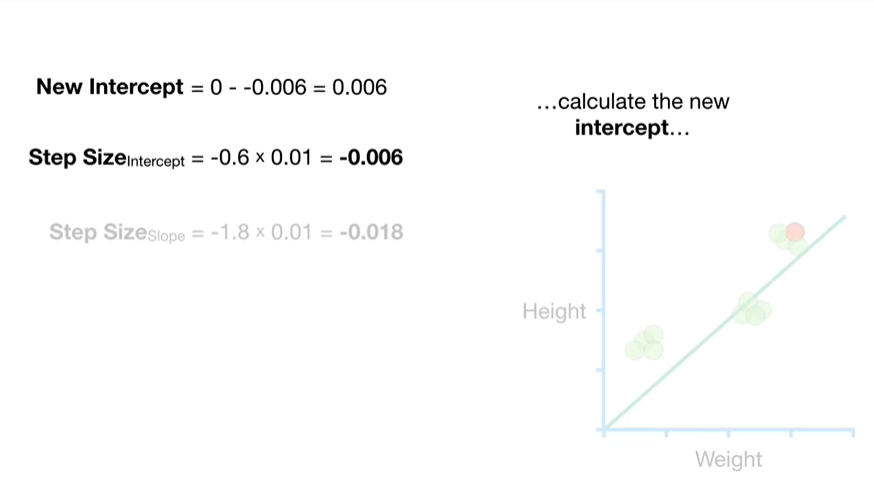 New Intercept = 0 - -0.006 = 0.006
…calculate the new
intercept…
Step SizeIntercept = -0.6 × 0.01 = -0.006
Step SizeSlope = -1.8 × 0.01 = -0.018
Height
Weight